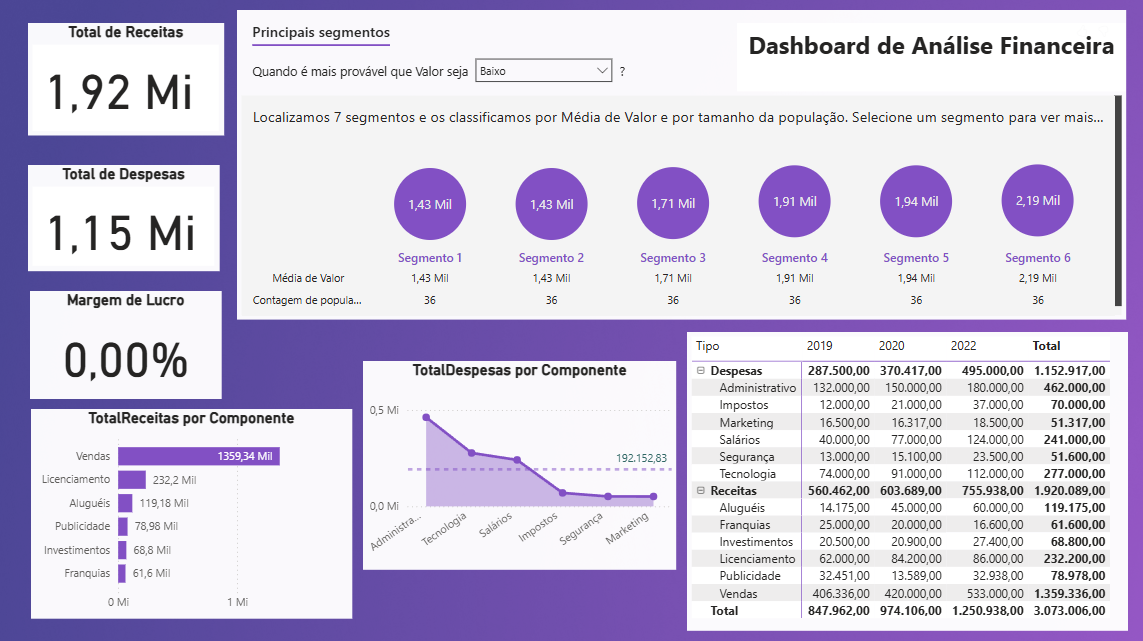 Total de Receitas
1,92 Mi
Total de Despesas
1,15 Mi
Margem de Lucro
0,00%
Principais segmentos
Dashboard de Análise Financeira
Quando é mais provável que Valor seja Baixo ?
Localizamos 7 segmentos e os classificamos por Média de Valor e por tamanho da população. Selecione um segmento para ver mais...
1,43 Mil 1,43 Mil 1,71 Mil 1,91 Mil 1,94 Mil 2,19 Mil
Segmento 1 Segmento 2 Segmento 3 Segmento 4 Segmento 5 Segmento 6
Média de Valor 1,43 Mil 1,43 Mil 1,71 Mil 1,91 Mil 1,94 Mil 2,19 Mil
Contagem de popula... 36 36 36 36 36 36
TotalReceitas por Componente
Vendas 1359,34 Mil
Licenciamento 232,2 Mil
Aluguéis 119,18 Mil
Publicidade 78,98 Mil
Investimentos 68,8 Mil
Franquias 61,6 Mil
0 Mi 1 Mi
TotalDespesas por Componente
0,5 Mi
192.152,83
0,0 Mi
Administra... Tecnologia Salários Impostos Segurança Marketing
Tipo 2019 2020 2022 Total
Despesas 287.500,00 370.417,00 495.000,00 1.152.917,00
Administrativo 132.000,00 150.000,00 180.000,00 462.000,00
Impostos 12.000,00 21.000,00 37.000,00 70.000,00
Marketing 16.500,00 16.317,00 18.500,00 51.317,00
Salários 40.000,00 77.000,00 124.000,00 241.000,00
Segurança 13.000,00 15.100,00 23.500,00 51.600,00
Tecnologia 74.000,00 91.000,00 112.000,00 277.000,00
Receitas 560.462,00 603.689,00 755.938,00 1.920.089,00
Aluguéis 14.175,00 45.000,00 60.000,00 119.175,00
Franquias 25.000,00 20.000,00 16.600,00 61.600,00
Investimentos 20.500,00 20.900,00 27.400,00 68.800,00
Licenciamento 62.000,00 84.200,00 86.000,00 232.200,00
Publicidade 32.451,00 13.589,00 32.938,00 78.978,00
Vendas 406.336,00 420.000,00 533.000,00 1.359.336,00
Total 847.962,00 974.106,00 1.250.938,00 3.073.006,00